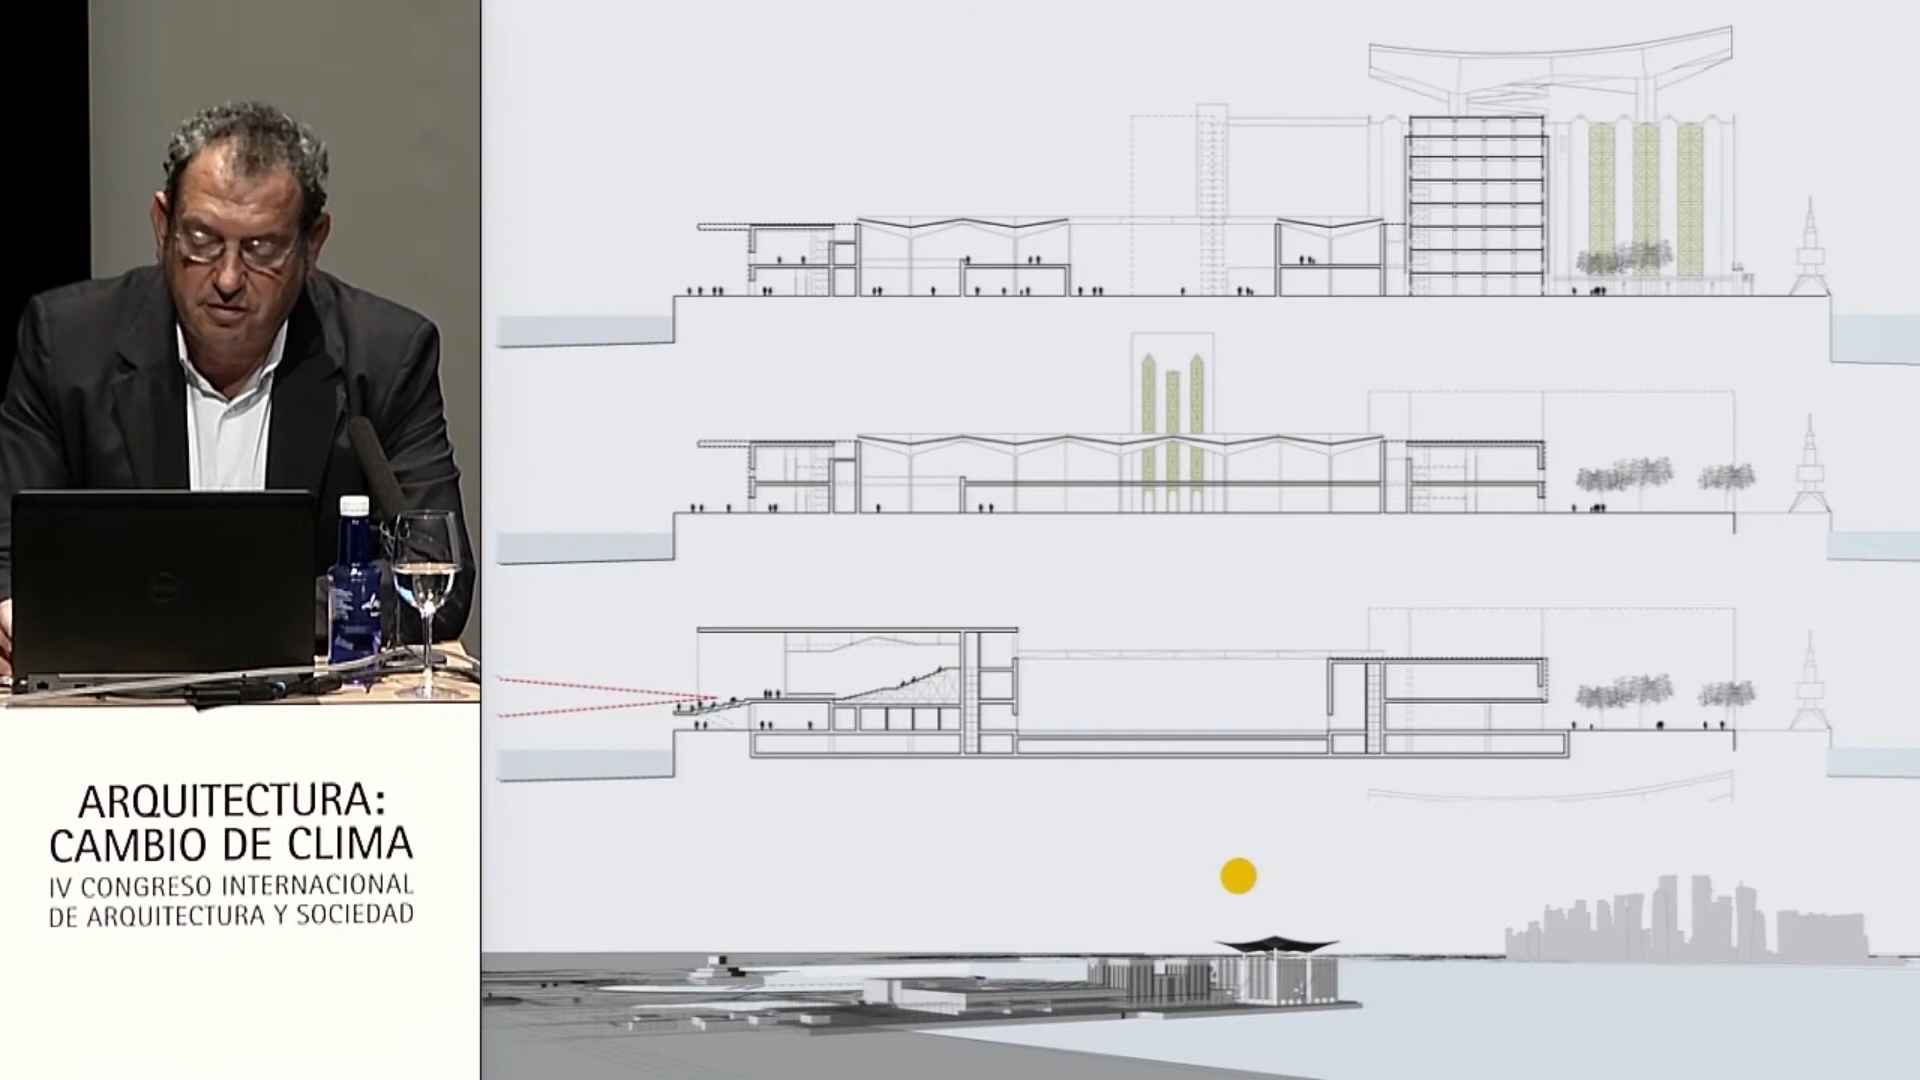 ARQUITECTURA:
CAMBIO DE CLIMA
IV CONGRESO INTERNACIONAL
DE ARQUITECTURA Y SOCIEDAD